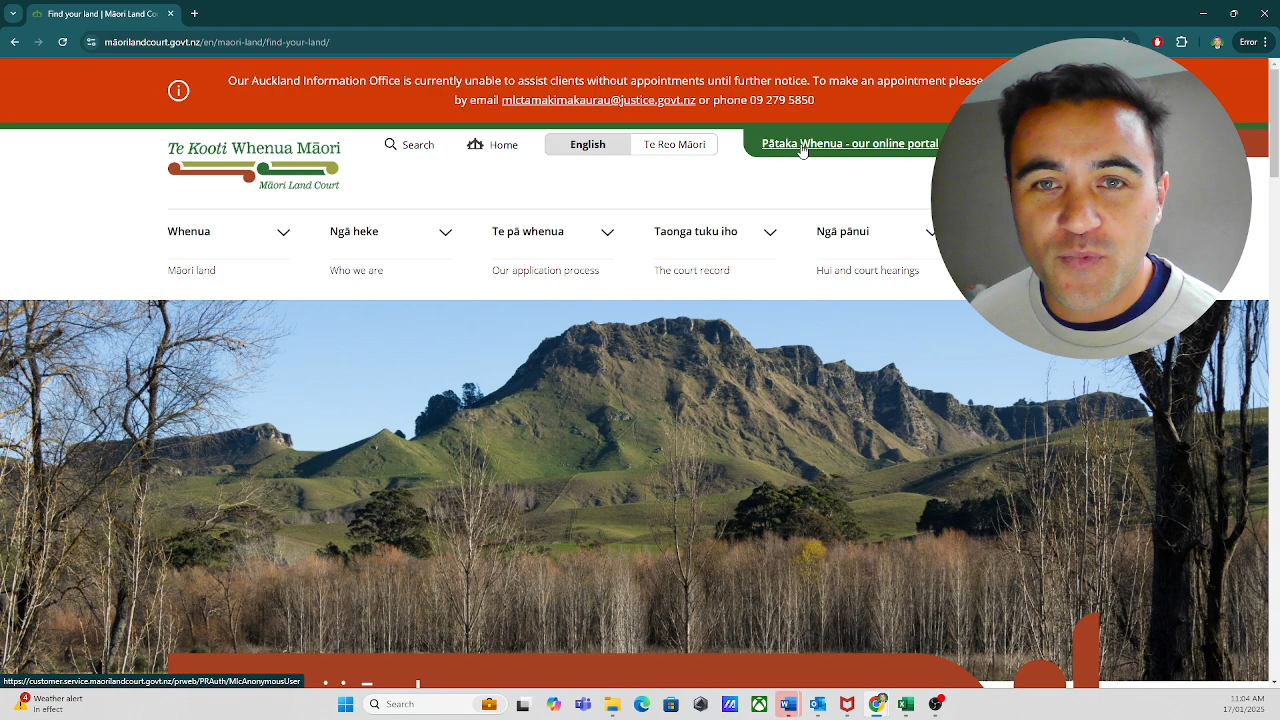 Find your land | Māori Land Co
māorilandcourt.govt.nz/en/maori-land/find-your-land/
Error
Our Auckland Information Office is currently unable to assist clients without appointments until further notice. To make an appointment please
by email mlctamakimakaurau@justice.govt.nz or phone 09 279 5850
Te Kooti Whenua Māori
Māori Land Court
Search
Home
English
Te Reo Māori
Pātaka Whenua - our online portal
Whenua
Ngā heke
Te pā whenua
Taonga tuku iho
Ngā pānui
Māori land
Who we are
Our application process
The court record
Hui and court hearings
https://customer.service.maorilandcourt.govt.nz/prweb/PRAuth/MlcAnonymousUser
4
Weather alert
In effect
Search
11:04 AM
17/01/2025